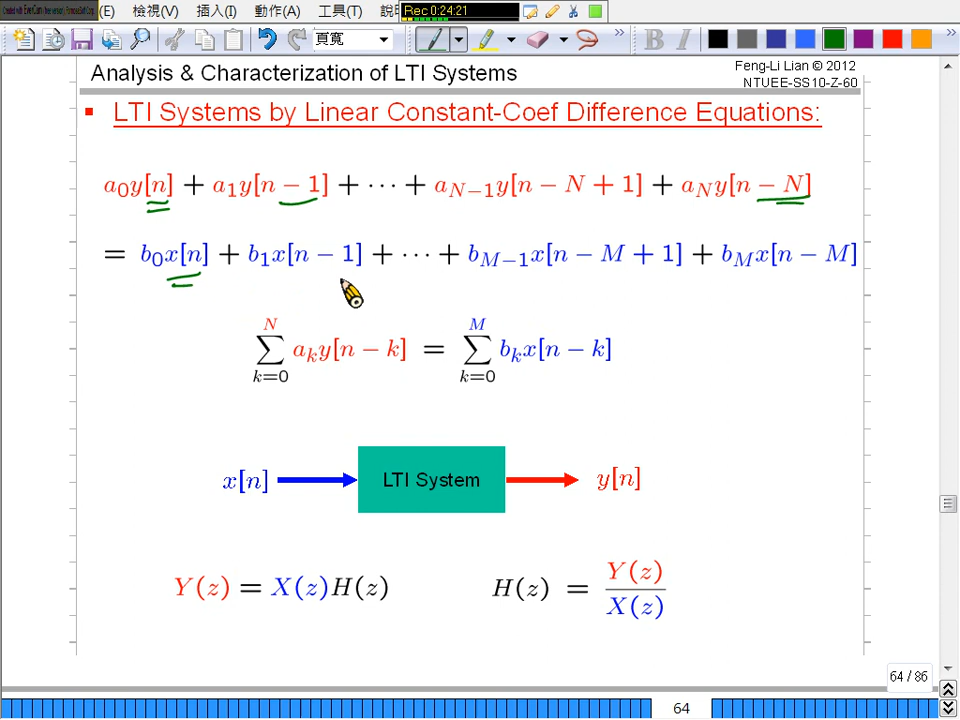 Rec 0:24:21
(E) 檢視(V) 插入(I) 動作(A) 工具(T) 說
頁寬 B I
Analysis & Characterization of LTI Systems
Feng-Li Lian © 2012
NTUEE-SS10-Z-60
LTI Systems by Linear Constant-Coef Difference Equations:
a₀y[n] + a₁y[n − 1] + ⋯ + a_{N−1}y[n − N + 1] + a_N y[n − N]
= b₀x[n] + b₁x[n − 1] + ⋯ + b_{M−1}x[n − M + 1] + b_M x[n − M]
∑_{k=0}^{N} a_k y[n − k] = ∑_{k=0}^{M} b_k x[n − k]
x[n] LTI System y[n]
Y(z) = X(z)H(z) H(z) = Y(z) / X(z)
64 / 86
64